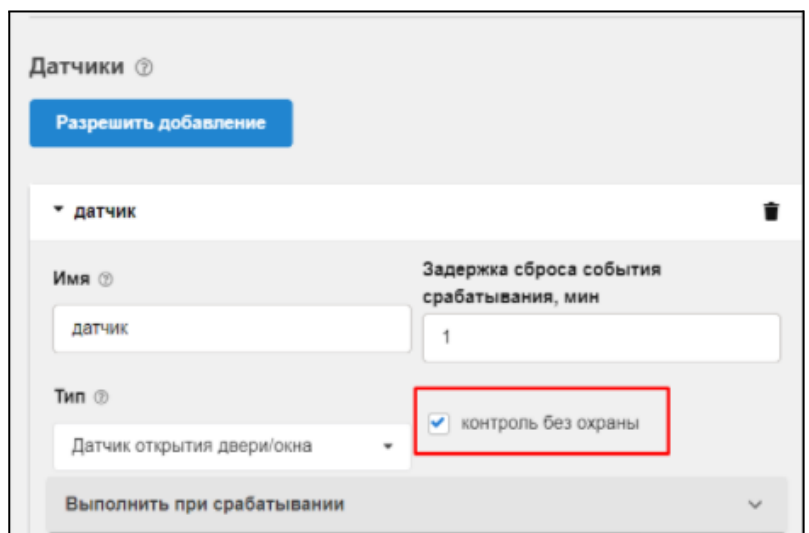 Датчики ?
Разрешить добавление
датчик
Имя ?
Задержка сброса события
срабатывания, мин
датчик
1
Тип ?
контроль без охраны
Датчик открытия двери/окна
Выполнить при срабатывании